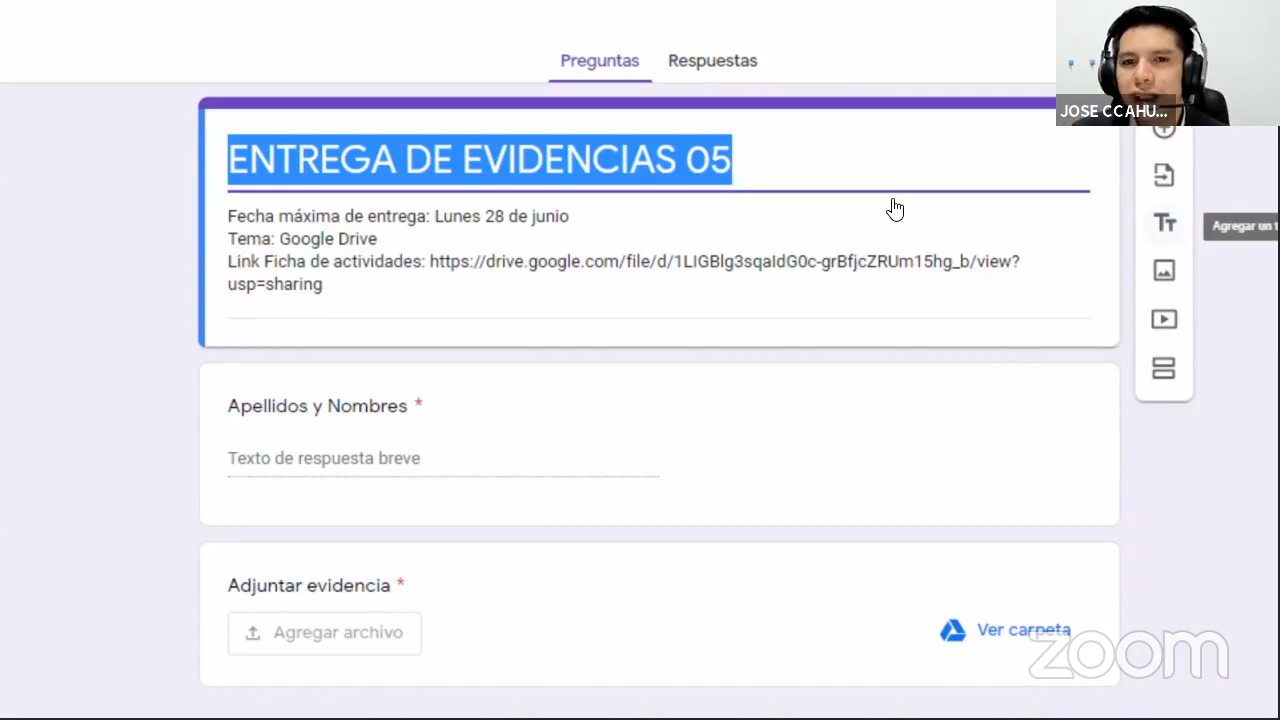 Preguntas Respuestas
JOSE CCAHU...
ENTREGA DE EVIDENCIAS 05
Fecha máxima de entrega: Lunes 28 de junio
Tema: Google Drive
Link Ficha de actividades: https://drive.google.com/file/d/1LIGBlg3sqaIdG0c-grBfjcZRUm15hg_b/view?
usp=sharing
Tт
Agregar un t
Apellidos y Nombres *
Texto de respuesta breve
Adjuntar evidencia *
Agregar archivo
Ver carpeta
zoom